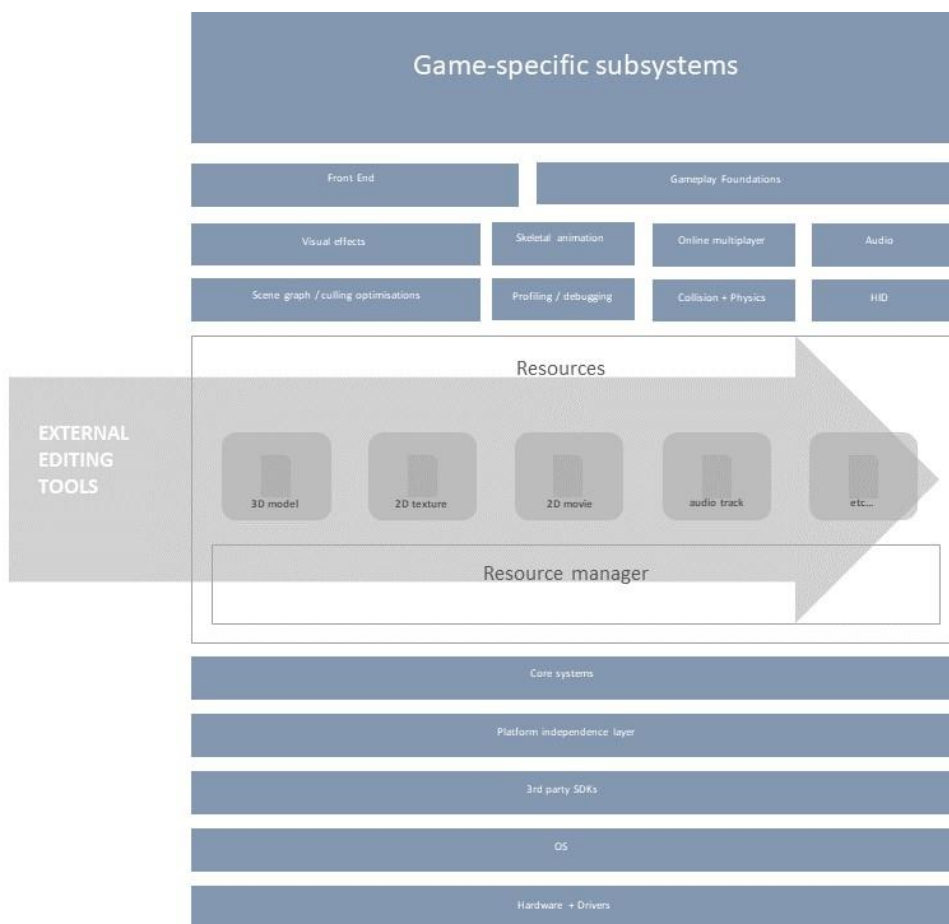 Game-specific subsystems
Front End
Gameplay Foundations
Visual effects
Skeletal animation
Online multiplayer
Audio
Scene graph / culling optimisations
Profiling / debugging
Collision + Physics
HID
Resources
EXTERNAL
EDITING
TOOLS
3D model
2D texture
2D movie
audio track
etc...
Resource manager
Core systems
Platform independence layer
3rd party SDKs
OS
Hardware + Drivers